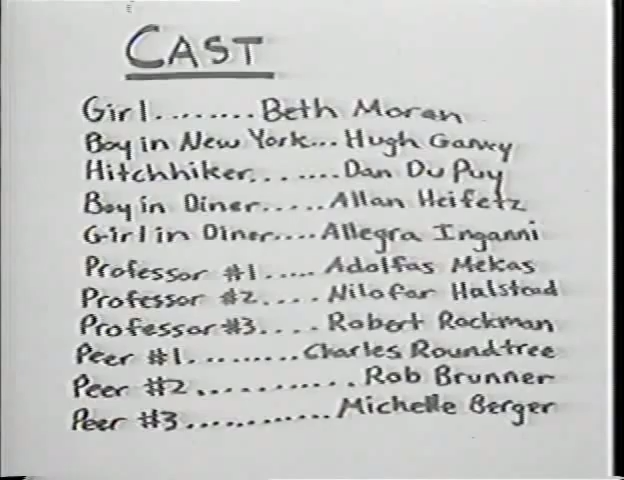 CAST
Girl........Beth Moran
Boy in New York...Hugh Garvey
Hitchhiker.......Dan Du Puy
Boy in Diner.....Allan Heifetz
Girl in Diner....Allegra Inganni
Professor #1.....Adolfas Mekas
Professor #2....Nilofar Halstead
Professor #3....Robert Rockman
Peer #1.........Charles Roundtree
Peer #2...........Rob Brunner
Peer #3.............Michelle Berger